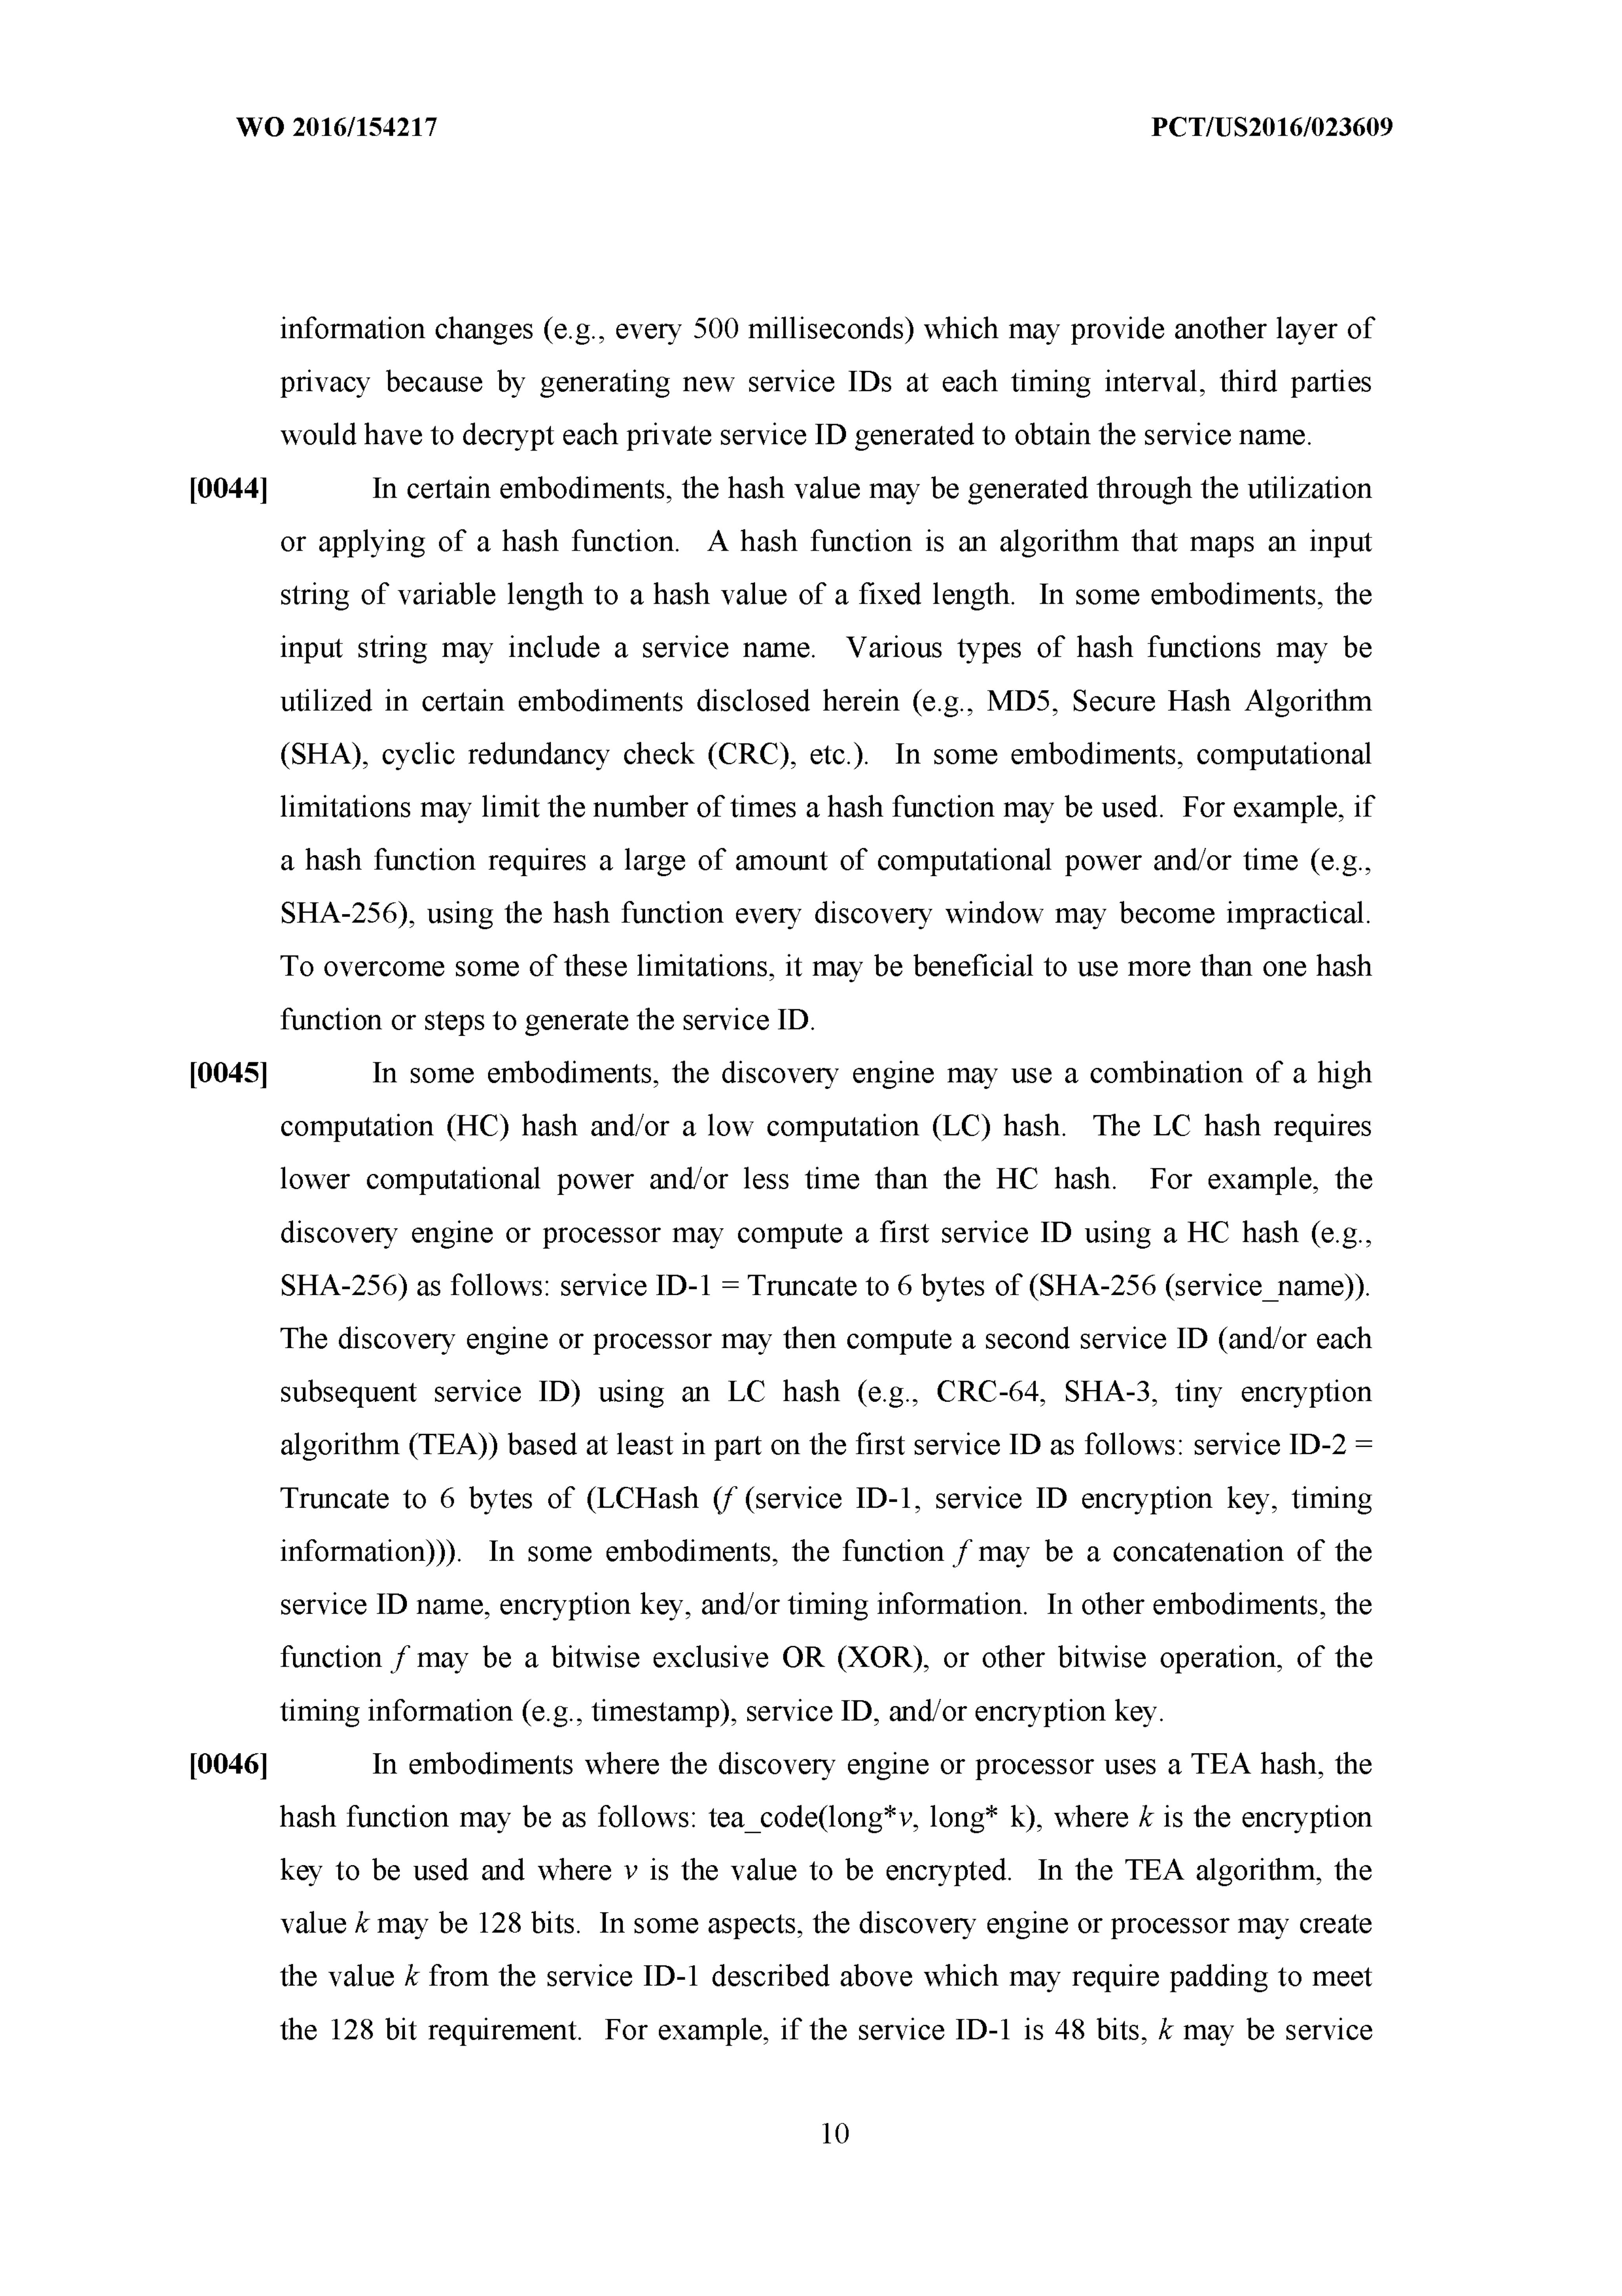 WO 2016/154217 PCT/US2016/023609
information changes (e.g., every 500 milliseconds) which may provide another layer of
privacy because by generating new service IDs at each timing interval, third parties
would have to decrypt each private service ID generated to obtain the service name.
[0044] In certain embodiments, the hash value may be generated through the utilization
or applying of a hash function. A hash function is an algorithm that maps an input
string of variable length to a hash value of a fixed length. In some embodiments, the
input string may include a service name. Various types of hash functions may be
utilized in certain embodiments disclosed herein (e.g., MD5, Secure Hash Algorithm
(SHA), cyclic redundancy check (CRC), etc.). In some embodiments, computational
limitations may limit the number of times a hash function may be used. For example, if
a hash function requires a large of amount of computational power and/or time (e.g.,
SHA-256), using the hash function every discovery window may become impractical.
To overcome some of these limitations, it may be beneficial to use more than one hash
function or steps to generate the service ID.
[0045] In some embodiments, the discovery engine may use a combination of a high
computation (HC) hash and/or a low computation (LC) hash. The LC hash requires
lower computational power and/or less time than the HC hash. For example, the
discovery engine or processor may compute a first service ID using a HC hash (e.g.,
SHA-256) as follows: service ID-1 = Truncate to 6 bytes of (SHA-256 (service_name)).
The discovery engine or processor may then compute a second service ID (and/or each
subsequent service ID) using an LC hash (e.g., CRC-64, SHA-3, tiny encryption
algorithm (TEA)) based at least in part on the first service ID as follows: service ID-2 =
Truncate to 6 bytes of (LCHash (f (service ID-1, service ID encryption key, timing
information))). In some embodiments, the function f may be a concatenation of the
service ID name, encryption key, and/or timing information. In other embodiments, the
function f may be a bitwise exclusive OR (XOR), or other bitwise operation, of the
timing information (e.g., timestamp), service ID, and/or encryption key.
[0046] In embodiments where the discovery engine or processor uses a TEA hash, the
hash function may be as follows: tea_code(long*v, long* k), where k is the encryption
key to be used and where v is the value to be encrypted. In the TEA algorithm, the
value k may be 128 bits. In some aspects, the discovery engine or processor may create
the value k from the service ID-1 described above which may require padding to meet
the 128 bit requirement. For example, if the service ID-1 is 48 bits, k may be service
10